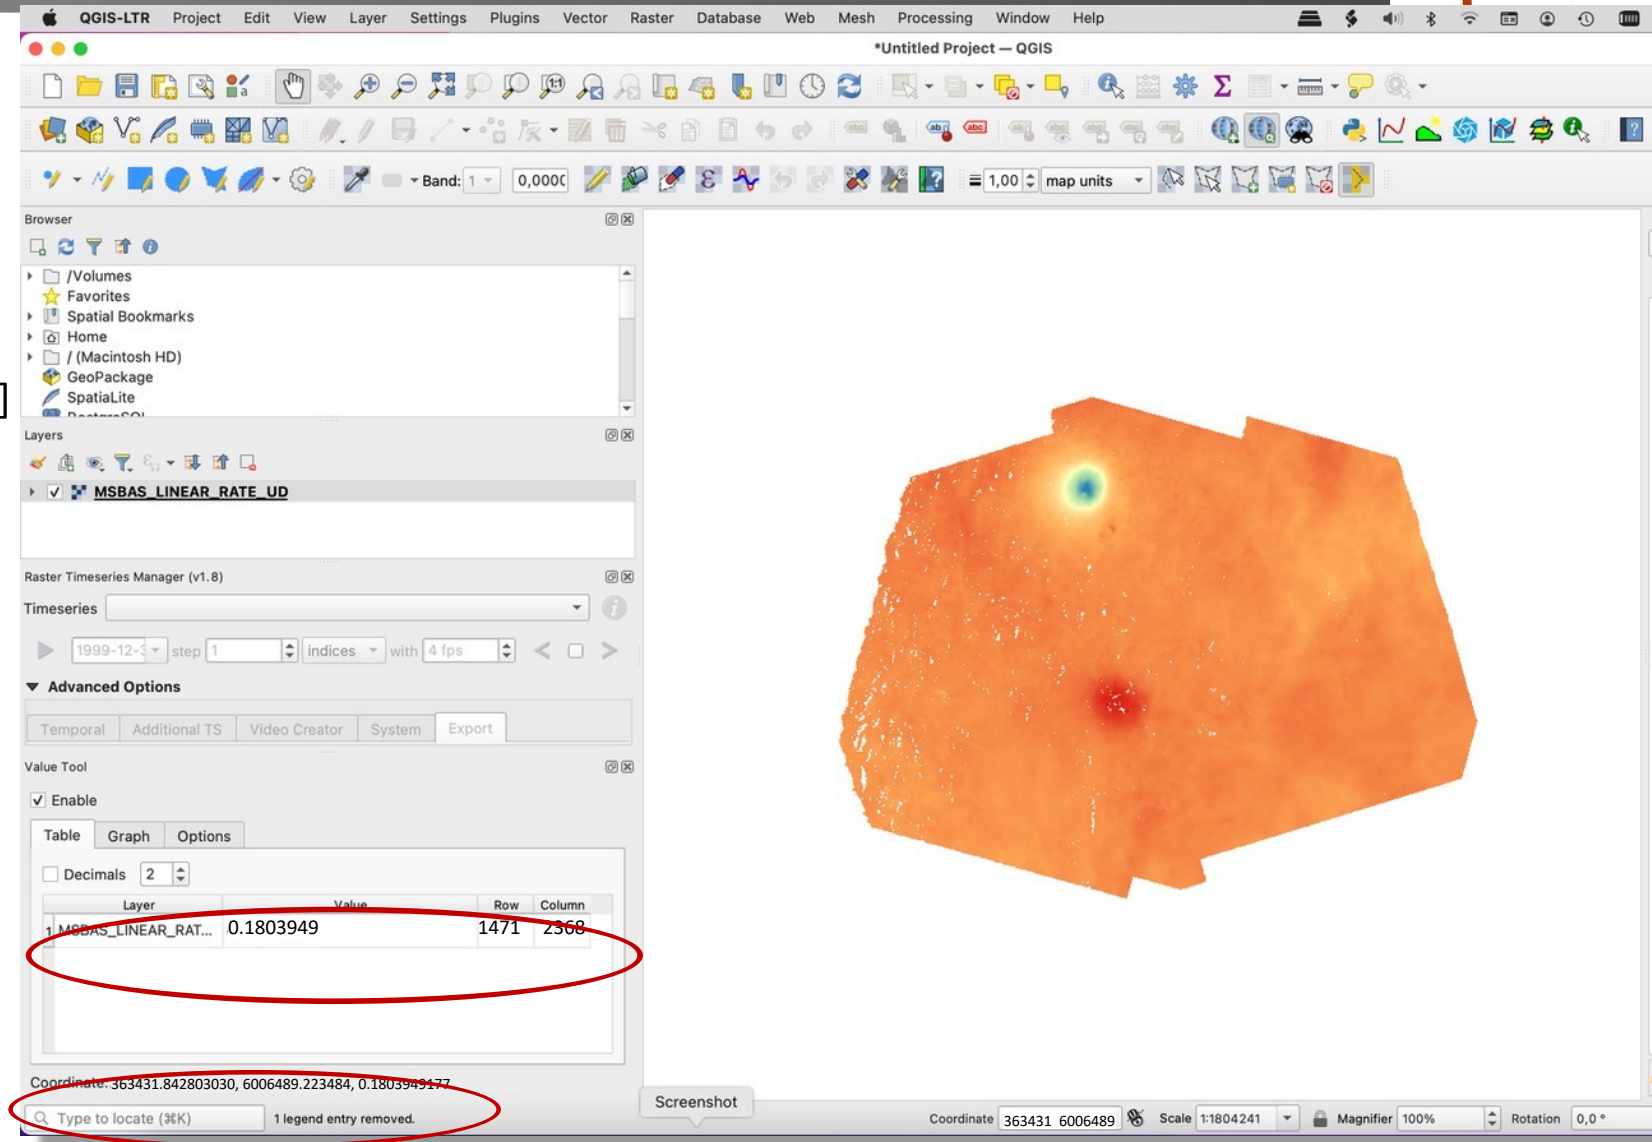 QGIS-LTR Project Edit View Layer Settings Plugins Vector Raster Database Web Mesh Processing Window Help
*Untitled Project — QGIS
Band: 1 0,000( 1,00 map units
Browser
/Volumes
Favorites
Spatial Bookmarks
Home
/ (Macintosh HD)
GeoPackage
SpatiaLite
PostgreSQL
]
Layers
MSBAS_LINEAR_RATE_UD
Raster Timeseries Manager (v1.8)
Timeseries
1999-12-3 step 1 indices with 4 fps
Advanced Options
Temporal Additional TS Video Creator System Export
Value Tool
Enable
Table Graph Options
Decimals 2
Layer Value Row Column
1 MSBAS_LINEAR_RAT... 0.1803949 1471 2368
Coordinate: 363431.842803030, 6006489.223484, 0.1803949177
Type to locate (⌘K) 1 legend entry removed.
Screenshot
Coordinate 363431 6006489 Scale 1:1804241 Magnifier 100% Rotation 0,0 °